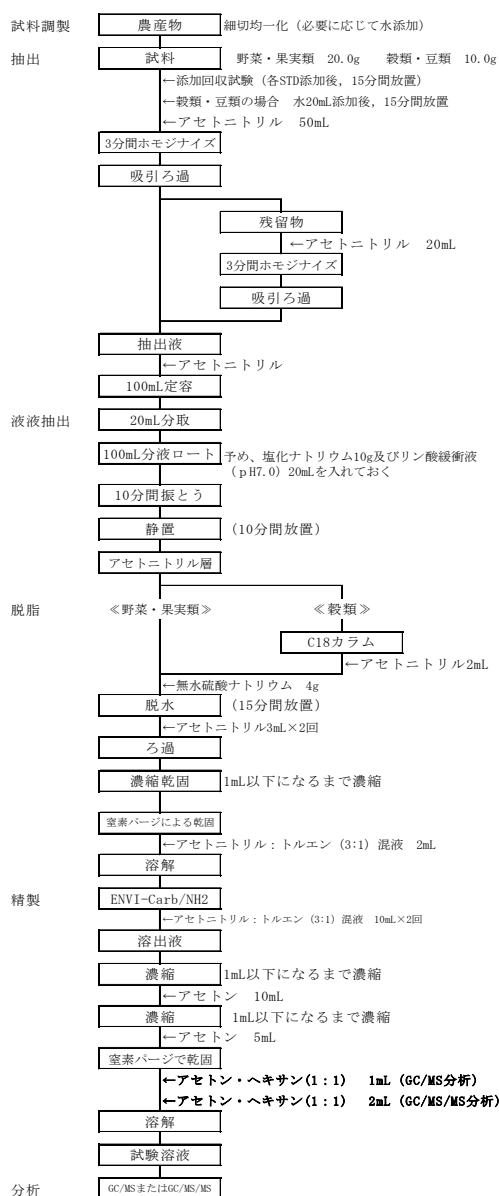 試料調製 農産物 細切均一化（必要に応じて水添加）
抽出 試料 野菜・果実類　20.0g　穀類・豆類　10.0g
←添加回収試験（各STD添加後，15分間放置）
←穀類・豆類の場合　水20mL添加後，15分間放置
←アセトニトリル　50mL
3分間ホモジナイズ
吸引ろ過
残留物
←アセトニトリル　20mL
3分間ホモジナイズ
吸引ろ過
抽出液
←アセトニトリル
100mL定容
液液抽出 20mL分取
100mL分液ロート 予め、塩化ナトリウム10g及びリン酸緩衝液
（ｐH7.0）20mLを入れておく
10分間振とう
静置 （10分間放置）
アセトニトリル層
脱脂 ≪野菜・果実類≫ ≪穀類≫
C18カラム
←アセトニトリル2mL
←無水硫酸ナトリウム　4g
脱水 （15分間放置）
←アセトニトリル3mL×2回
ろ過
濃縮乾固 1mL以下になるまで濃縮
窒素パージによる乾固
←アセトニトリル：トルエン（3:1）混液　2mL
溶解
精製 ENVI-Carb/NH2
←アセトニトリル：トルエン（3:1）混液　10mL×2回
溶出液
濃縮 1mL以下になるまで濃縮
←アセトン　10mL
濃縮 1mL以下になるまで濃縮
←アセトン　5mL
窒素パージで乾固
←アセトン・ヘキサン(1：1)　1mL（GC/MS分析）
←アセトン・ヘキサン(1：1)　2mL（GC/MS/MS分析）
溶解
試験溶液
分析 GC/MSまたはGC/MS/MS